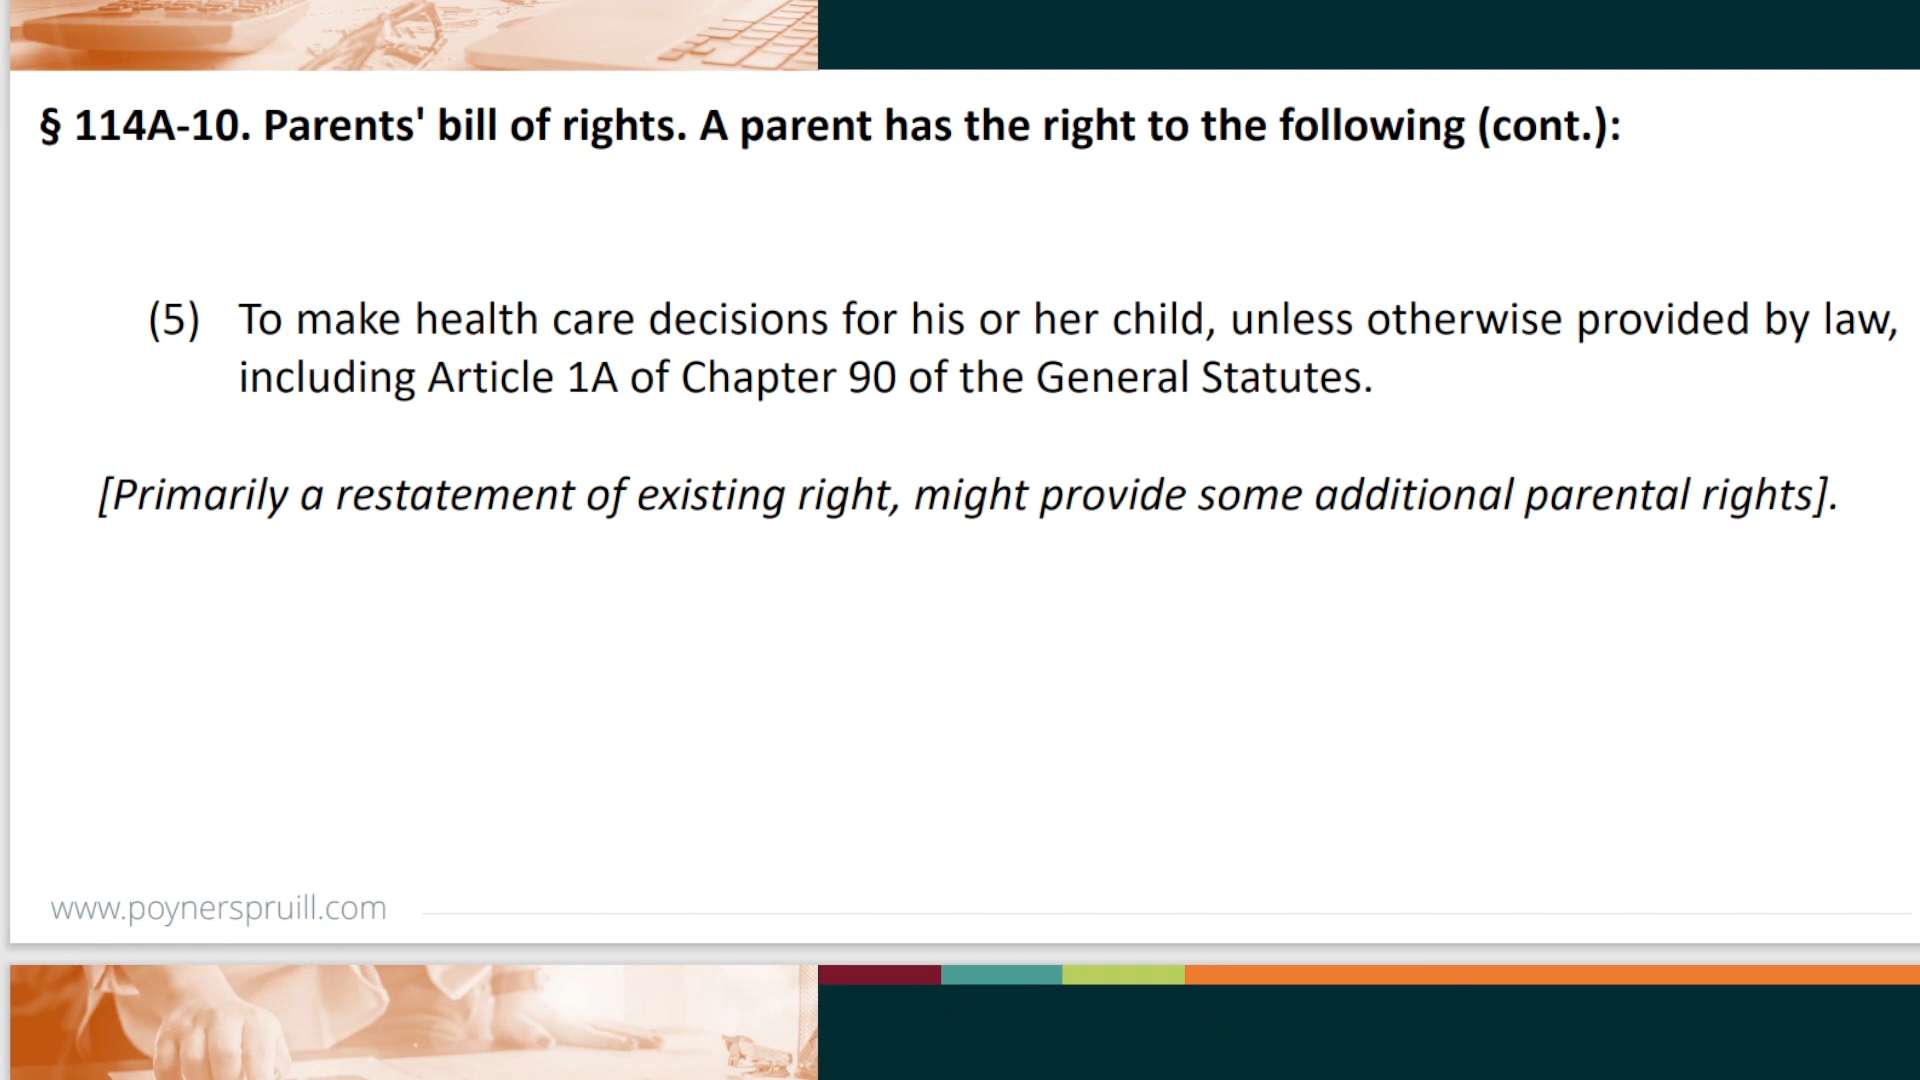 § 114A-10. Parents' bill of rights. A parent has the right to the following (cont.):
(5) To make health care decisions for his or her child, unless otherwise provided by law,
including Article 1A of Chapter 90 of the General Statutes.
[Primarily a restatement of existing right, might provide some additional parental rights].
www.poynerspruill.com